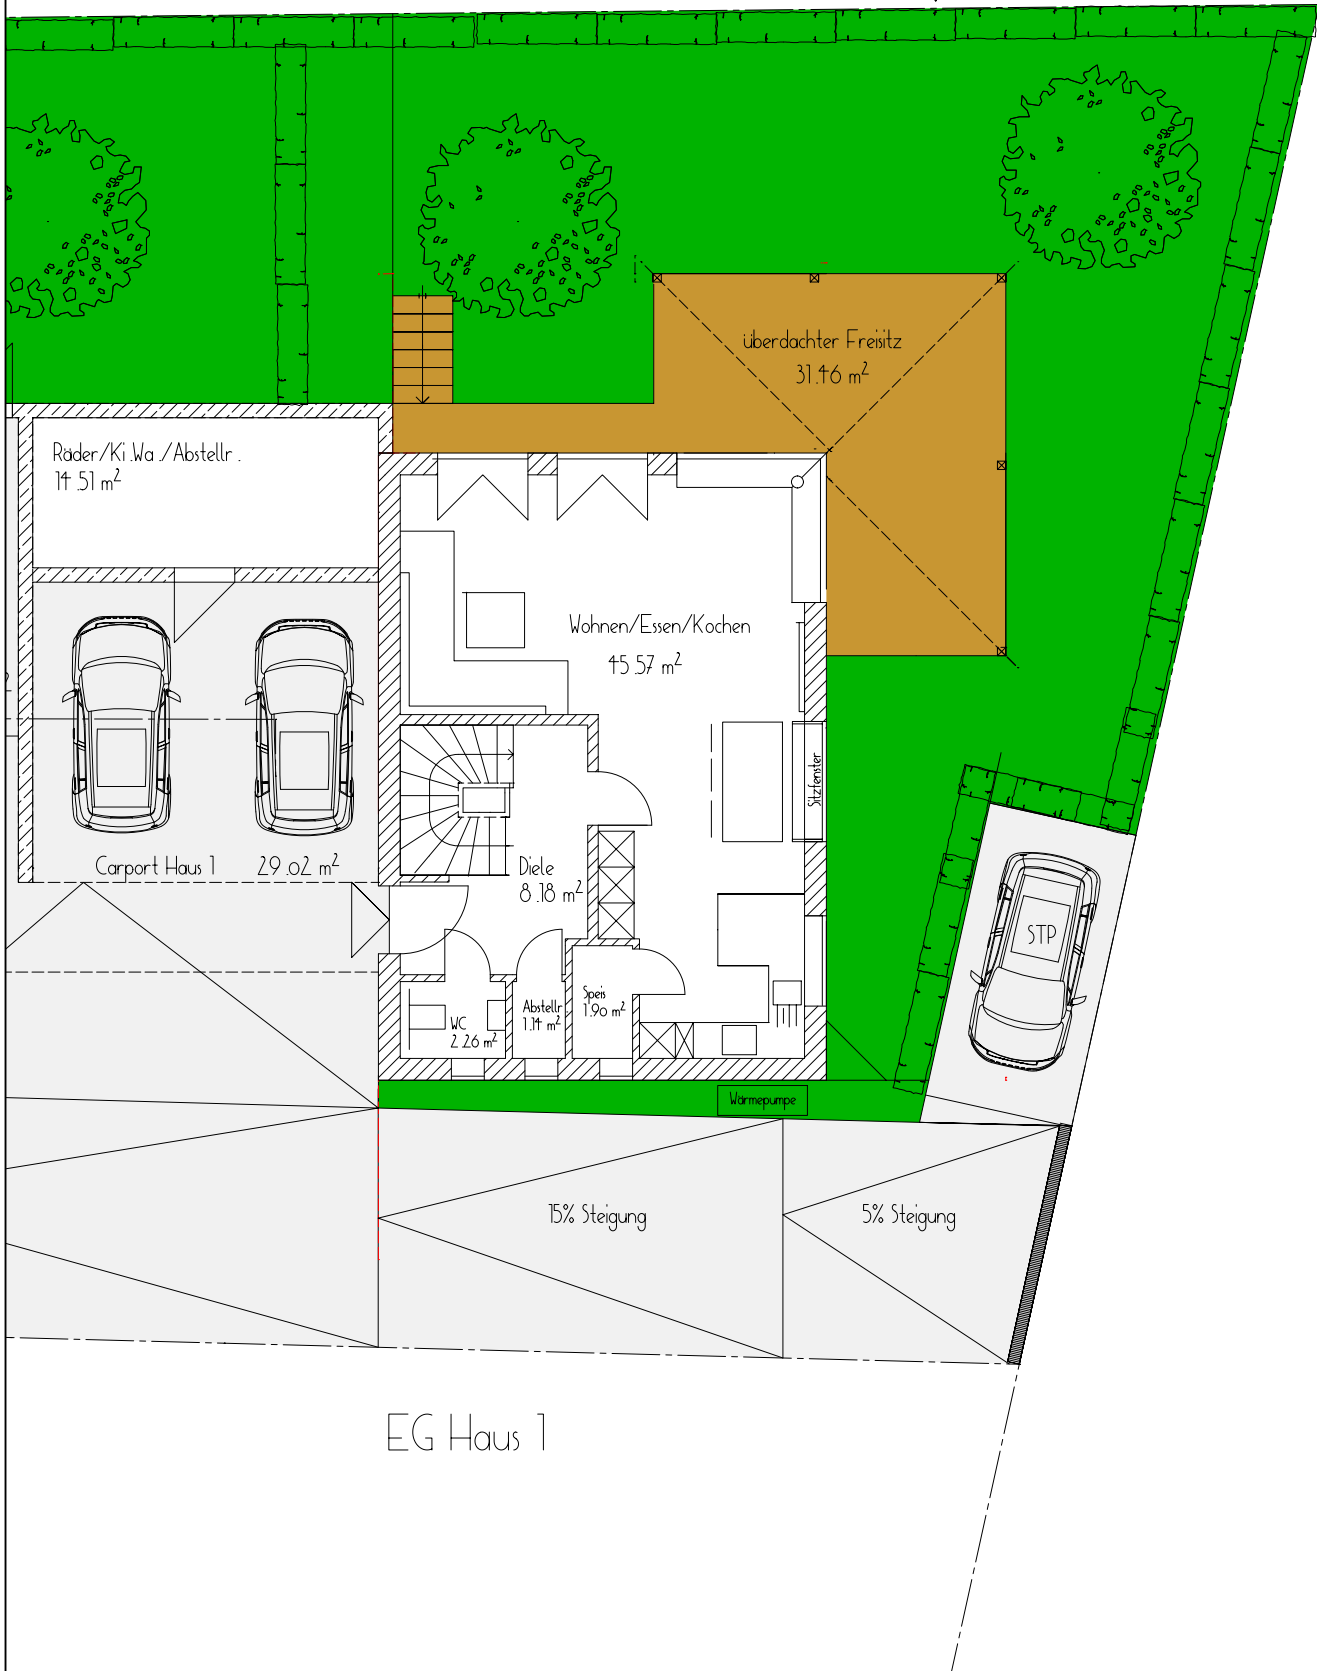 überdachter Freisitz
31.46 m²
Räder/Ki.Wa./Abstellr.
14.51 m²
Wohnen/Essen/Kochen
45.57 m²
Sitzfenster
Carport Haus 1 29.02 m²
Diele
8.18 m²
STP
Speis
1.90 m²
Abstellr
1.14 m²
WC
2.26 m²
Wärmepumpe
15% Steigung
5% Steigung
EG Haus 1